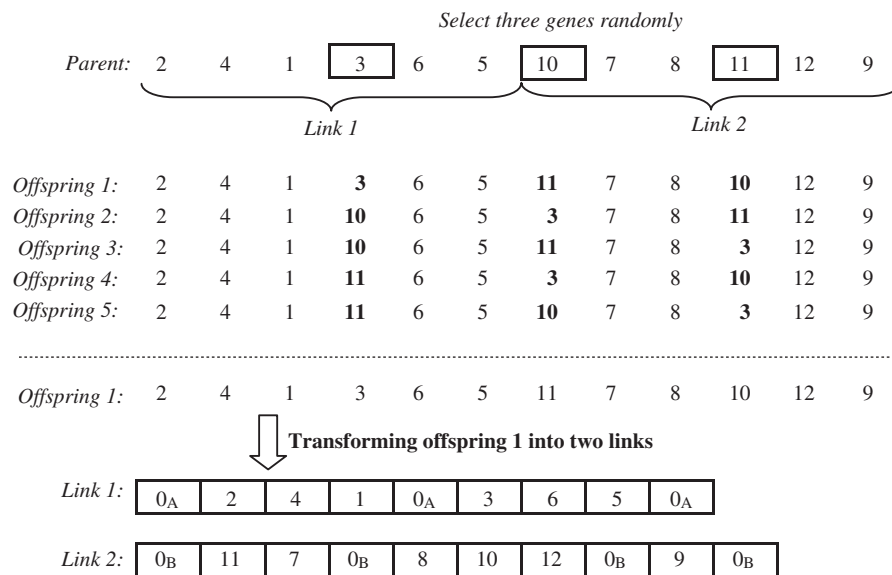 Select three genes randomly
Parent: 2 4 1 3 6 5 10 7 8 11 12 9
Link 1 Link 2
Offspring 1: 2 4 1 3 6 5 11 7 8 10 12 9
Offspring 2: 2 4 1 10 6 5 3 7 8 11 12 9
Offspring 3: 2 4 1 10 6 5 11 7 8 3 12 9
Offspring 4: 2 4 1 11 6 5 3 7 8 10 12 9
Offspring 5: 2 4 1 11 6 5 10 7 8 3 12 9
Offspring 1: 2 4 1 3 6 5 11 7 8 10 12 9
Transforming offspring 1 into two links
Link 1: 0A 2 4 1 0A 3 6 5 0A
Link 2: 0B 11 7 0B 8 10 12 0B 9 0B